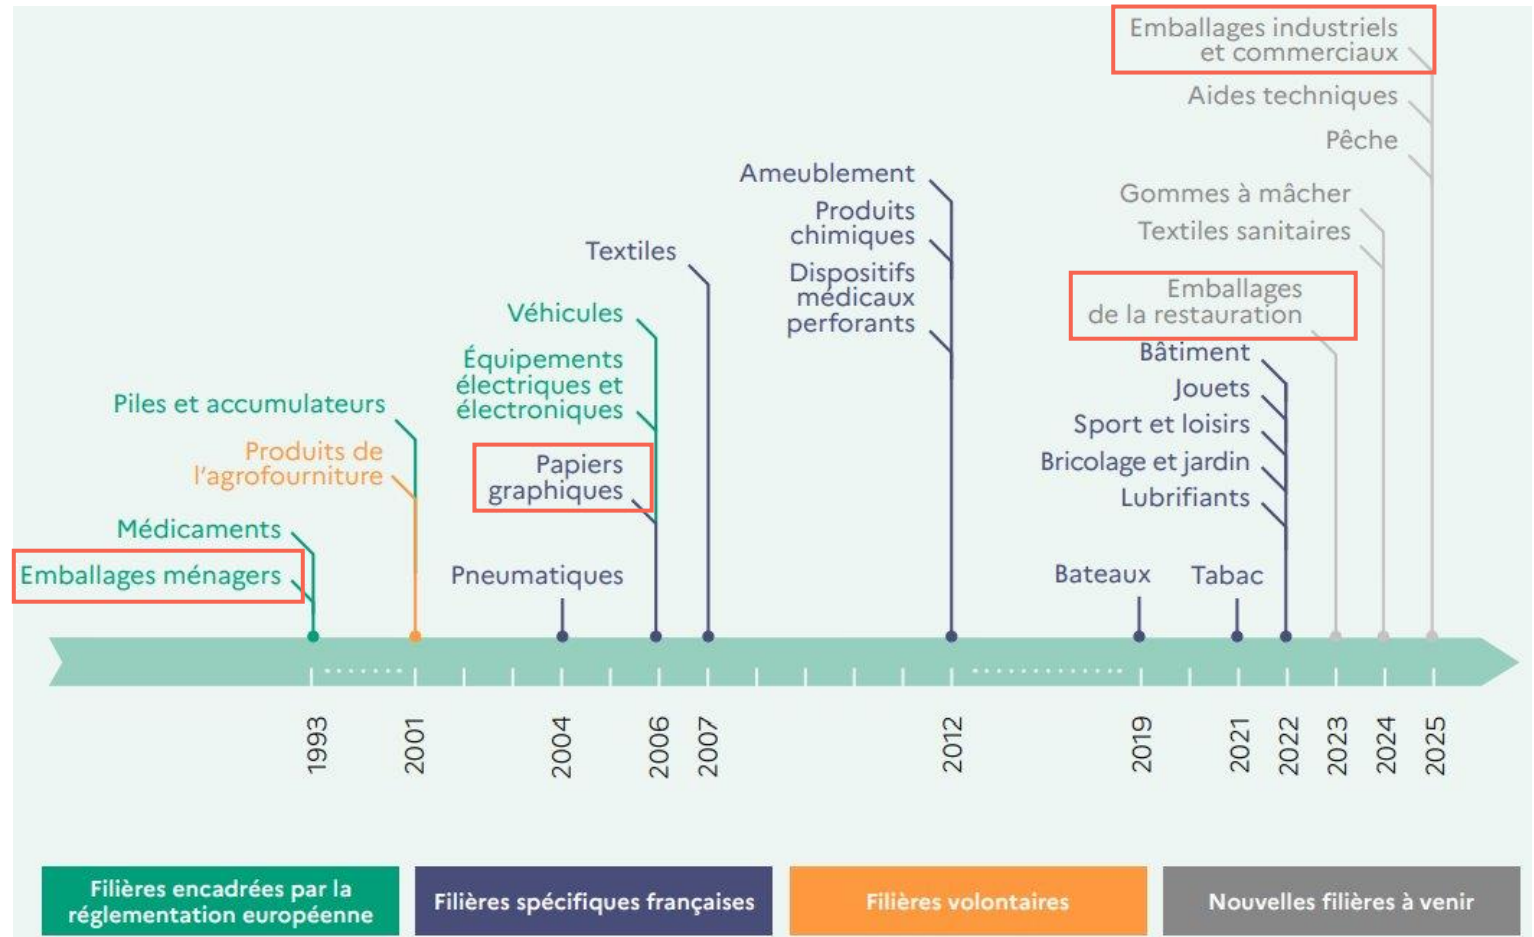 Emballages industriels
et commerciaux
Aides techniques
Pêche
Gommes à mâcher
Textiles sanitaires
Emballages
de la restauration
Ameublement
Produits
chimiques
Dispositifs
médicaux
perforants
Textiles
Véhicules
Équipements
électriques et
électroniques
Papiers
graphiques
Piles et accumulateurs
Produits de
l'agrofourniture
Médicaments
Emballages ménagers
Pneumatiques
Bâtiment
Jouets
Sport et loisirs
Bricolage et jardin
Lubrifiants
Bateaux
Tabac
1993
2001
2004
2006
2007
2012
2019
2021
2022
2023
2024
2025
Filières encadrées par la
réglementation européenne
Filières spécifiques françaises
Filières volontaires
Nouvelles filières à venir